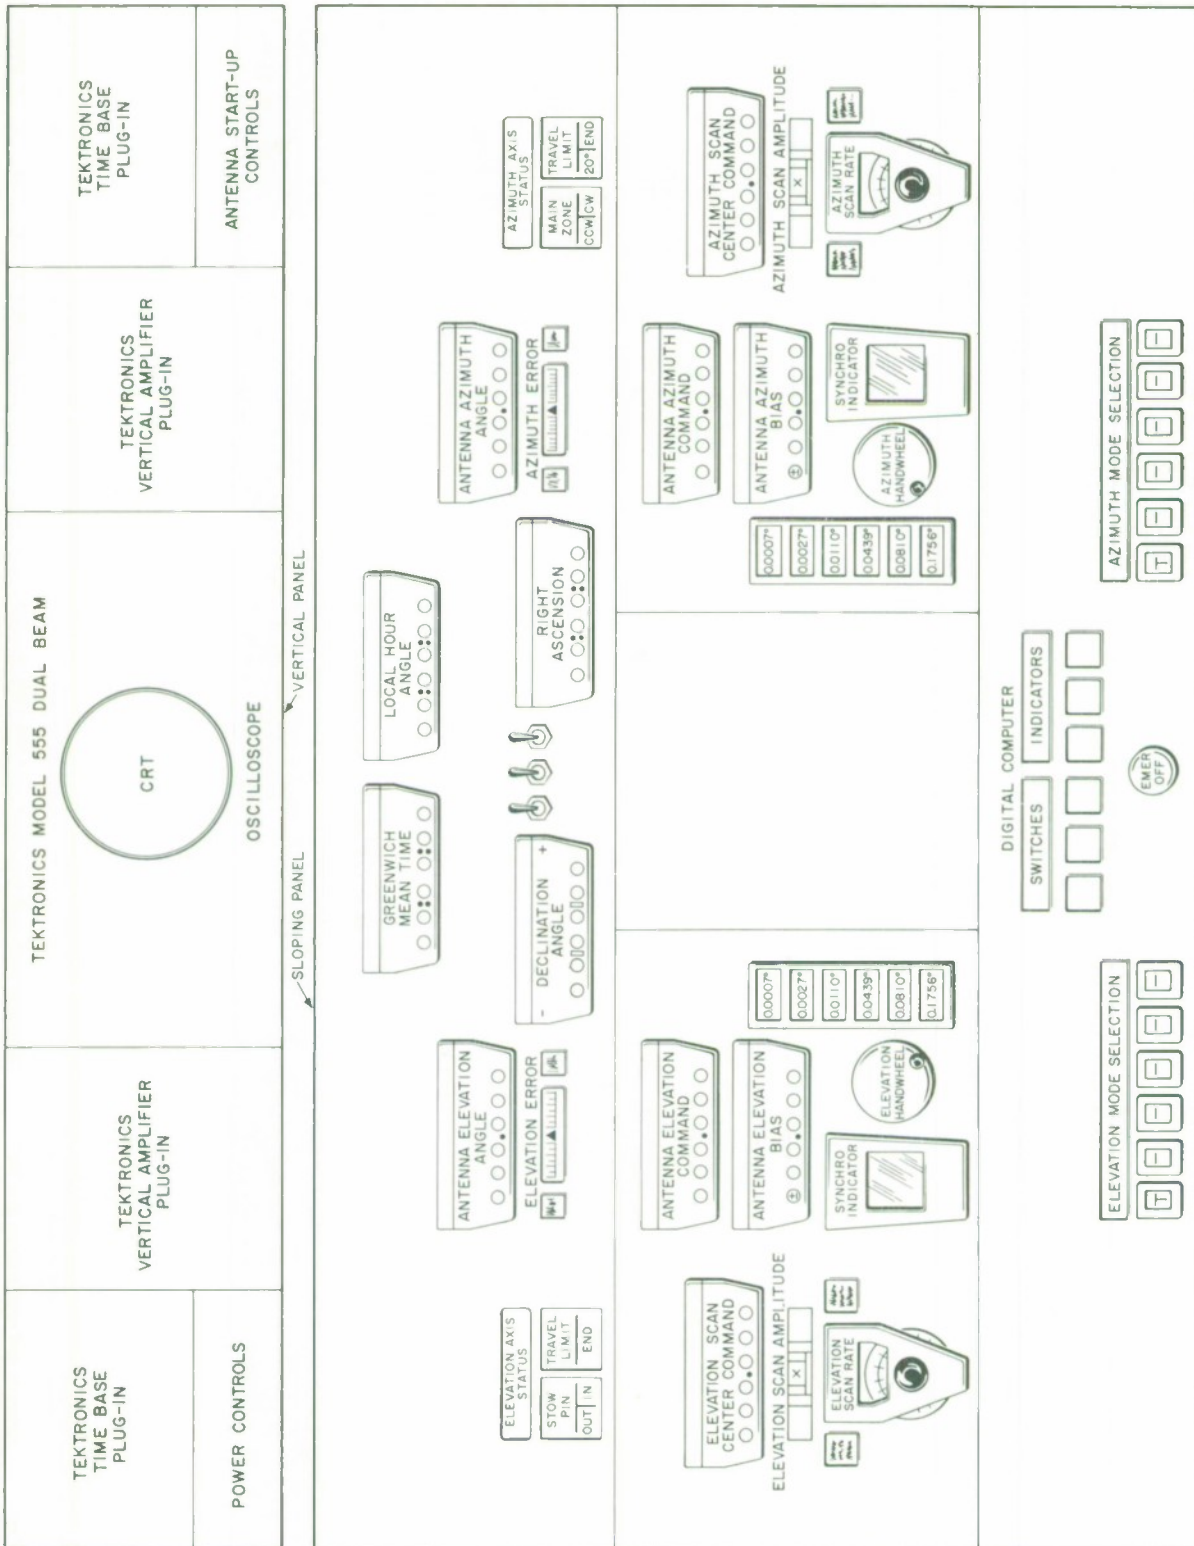 TEKTRONICS
TIME BASE
PLUG-IN
TEKTRONICS
VERTICAL AMPLIFIER
PLUG-IN
TEKTRONICS MODEL 555 DUAL BEAM
CRT
OSCILLOSCOPE
TEKTRONICS
VERTICAL AMPLIFIER
PLUG-IN
TEKTRONICS
TIME BASE
PLUG-IN
POWER CONTROLS
ANTENNA START-UP
CONTROLS
SLOPING PANEL
VERTICAL PANEL
GREENWICH
MEAN TIME
LOCAL HOUR
ANGLE
ELEVATION AXIS
STATUS
STOW
PIN
OUT IN
TRAVEL
LIMIT
END
ANTENNA ELEVATION
ANGLE
ELEVATION ERROR
- DECLINATION +
ANGLE
RIGHT
ASCENSION
ANTENNA AZIMUTH
ANGLE
AZIMUTH ERROR
AZIMUTH AXIS
STATUS
MAIN
ZONE
CCW CW
TRAVEL
LIMIT
20° END
ELEVATION SCAN
CENTER COMMAND
ELEVATION SCAN AMPLITUDE
X
ELEVATION
SCAN RATE
ANTENNA ELEVATION
COMMAND
ANTENNA ELEVATION
BIAS
±
SYNCHRO
INDICATOR
ELEVATION
HANDWHEEL
0.0007°
0.0027°
0.0110°
0.0439°
0.0810°
0.1756°
0.0007°
0.0027°
0.0110°
0.0439°
0.0810°
0.1756°
ANTENNA AZIMUTH
COMMAND
ANTENNA AZIMUTH
BIAS
±
AZIMUTH
HANDWHEEL
SYNCHRO
INDICATOR
AZIMUTH SCAN
CENTER COMMAND
AZIMUTH SCAN AMPLITUDE
X
AZIMUTH
SCAN RATE
DIGITAL COMPUTER
SWITCHES
INDICATORS
ELEVATION MODE SELECTION
T
EMER
OFF
AZIMUTH MODE SELECTION
T